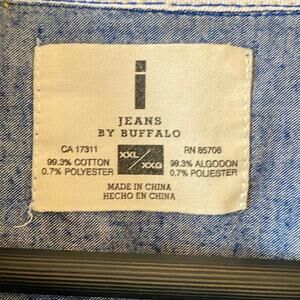 i
JEANS
BY BUFFALO
CA 17311
RN 85708
XXL/XXG
99.3% COTTON
0.7% POLYESTER
99.3% ALGODON
0.7% POLIESTER
MADE IN CHINA
HECHO EN CHINA